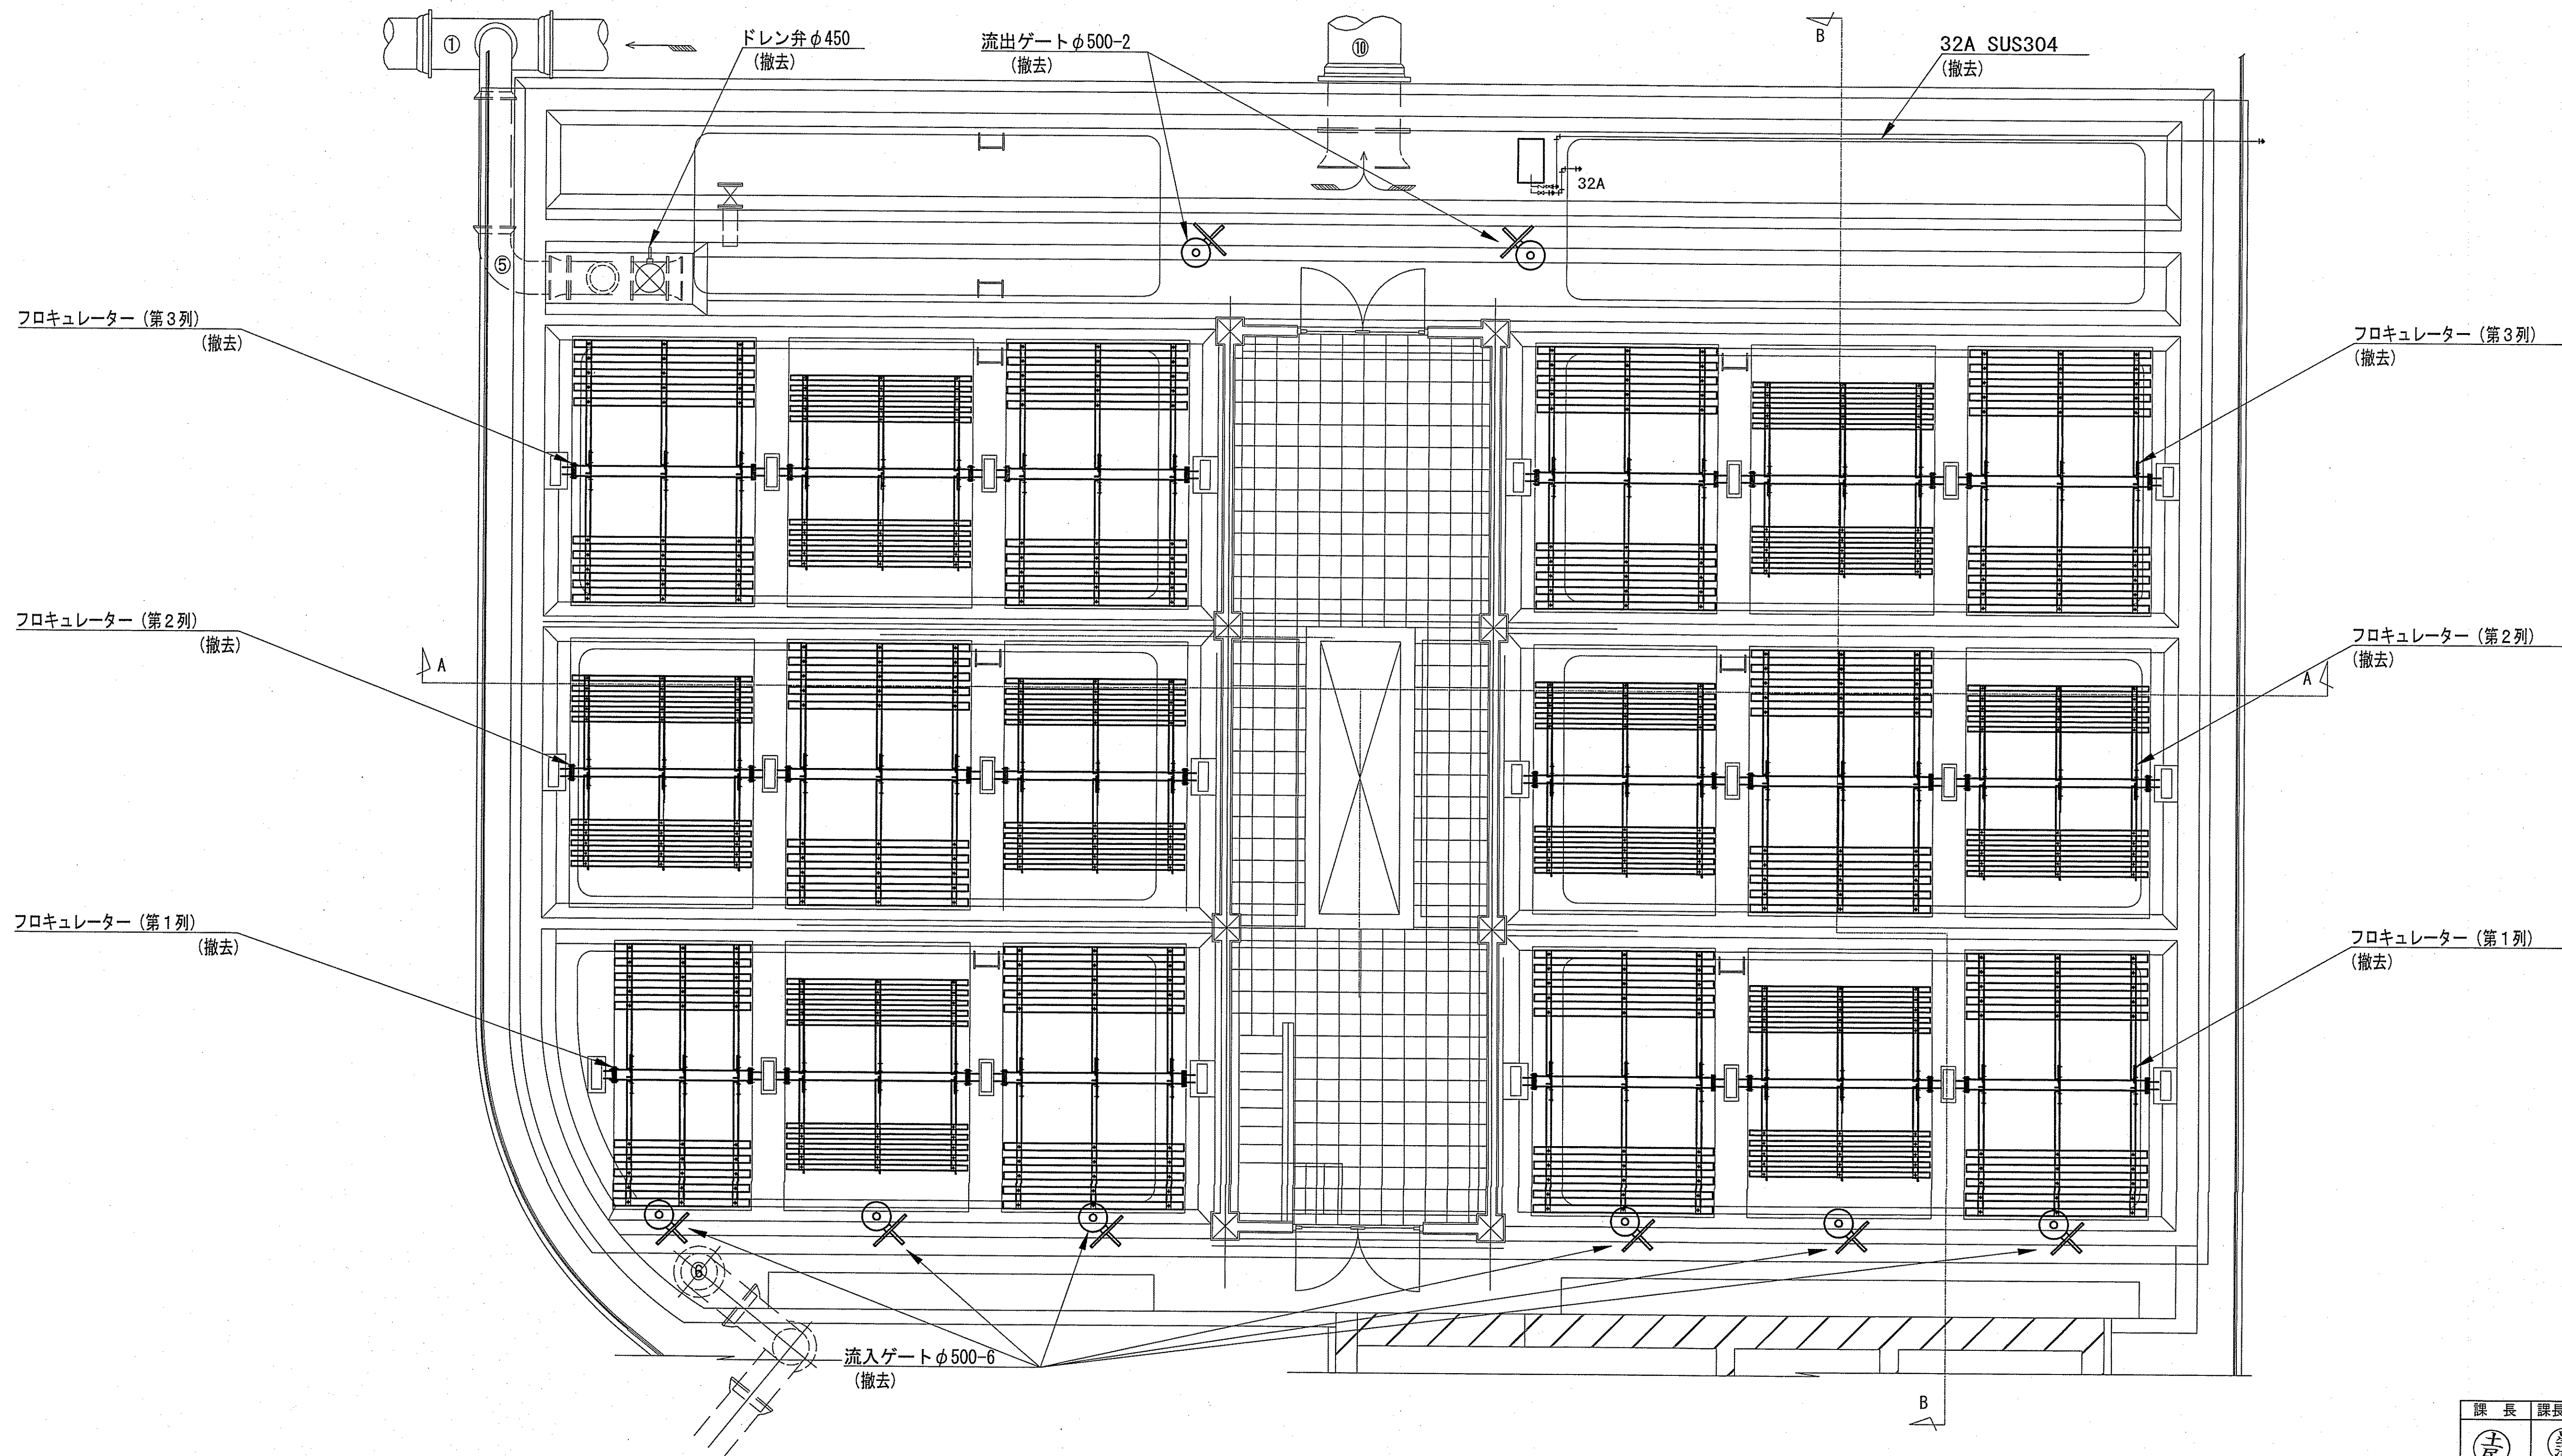 ①
ドレン弁φ450
(撤去)
流出ゲートφ500-2
(撤去)
⑩
B
32A SUS304
(撤去)
32A
⑤
フロキュレーター (第3列)
(撤去)
フロキュレーター (第3列)
(撤去)
フロキュレーター (第2列)
(撤去)
フロキュレーター (第2列)
(撤去)
A
A
フロキュレーター (第1列)
(撤去)
フロキュレーター (第1列)
(撤去)
⑥
流入ゲートφ500-6
(撤去)
B
課 長
課長